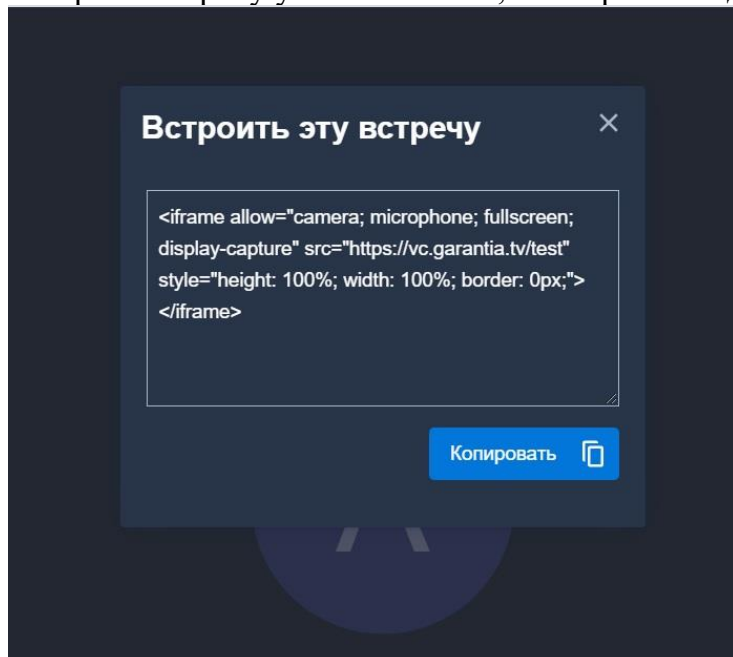 Встроить эту встречу
<iframe allow="camera; microphone; fullscreen;
display-capture" src="https://vc.garantia.tv/test"
style="height: 100%; width: 100%; border: 0px;">
</iframe>
Копировать